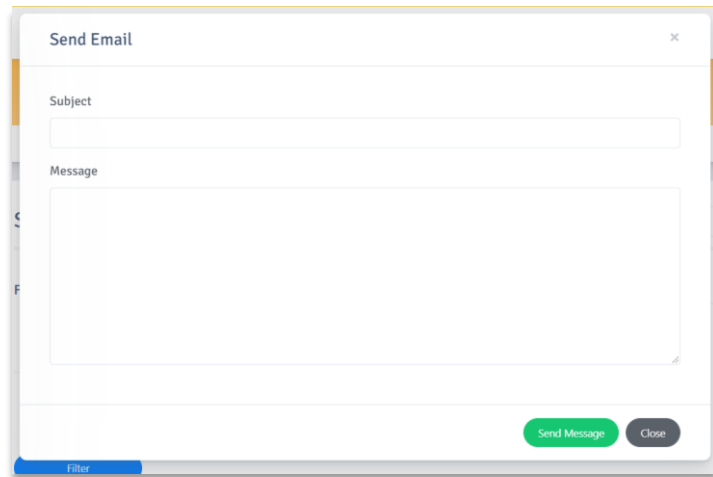 Send Email
×
Subject
Message
S
F
Send Message
Close
Filter